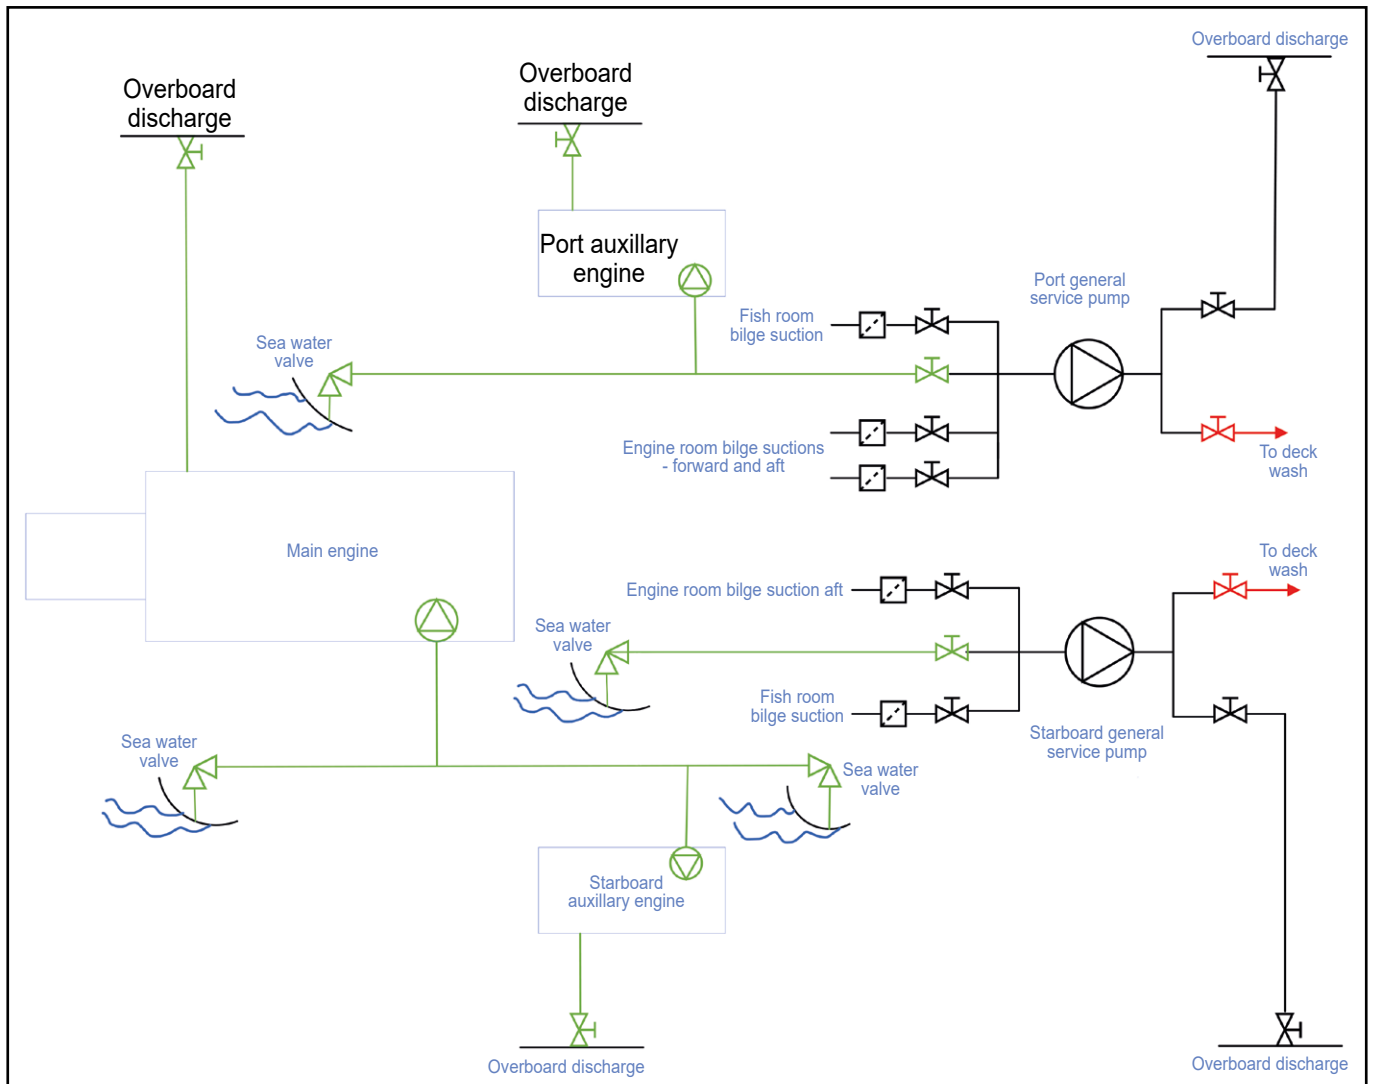 Overboard discharge
Overboard
discharge
Overboard
discharge
Port auxillary
engine
Port general
service pump
Fish room
bilge suction
Sea water
valve
Engine room bilge suctions
- forward and aft
To deck
wash
Main engine
To deck
wash
Engine room bilge suction aft
Sea water
valve
Fish room
bilge suction
Starboard general
service pump
Sea water
valve
Sea water
valve
Starboard
auxillary engine
Overboard discharge
Overboard discharge